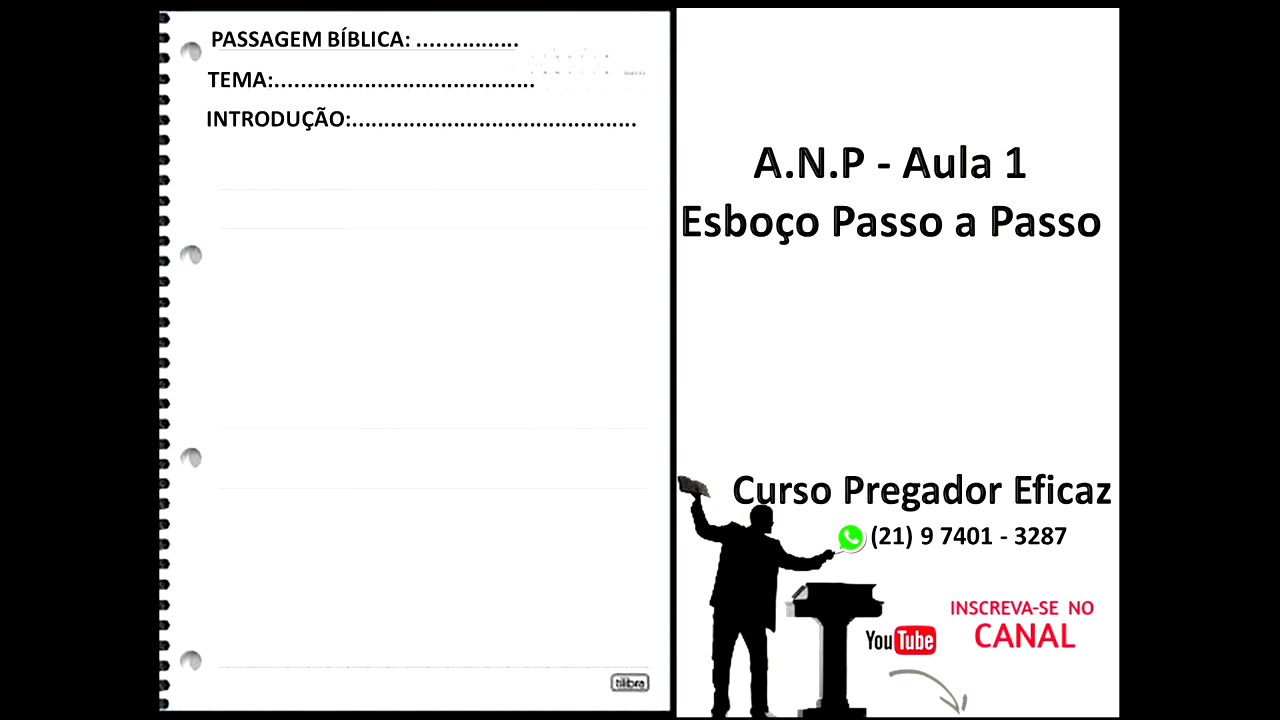 PASSAGEM BÍBLICA: ................
TEMA:.........................................
INTRODUÇÃO:.............................................
tilibra
A.N.P - Aula 1
Esboço Passo a Passo
Curso Pregador Eficaz
(21) 9 7401 - 3287
INSCREVA-SE NO
CANAL
YouTube